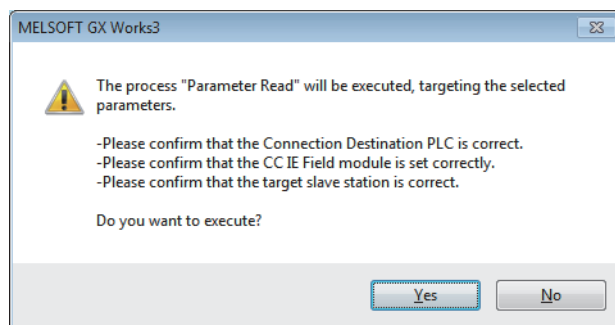 MELSOFT GX Works3
The process "Parameter Read" will be executed, targeting the selected
parameters.
-Please confirm that the Connection Destination PLC is correct.
-Please confirm that the CC IE Field module is set correctly.
-Please confirm that the target slave station is correct.
Do you want to execute?
Yes
No